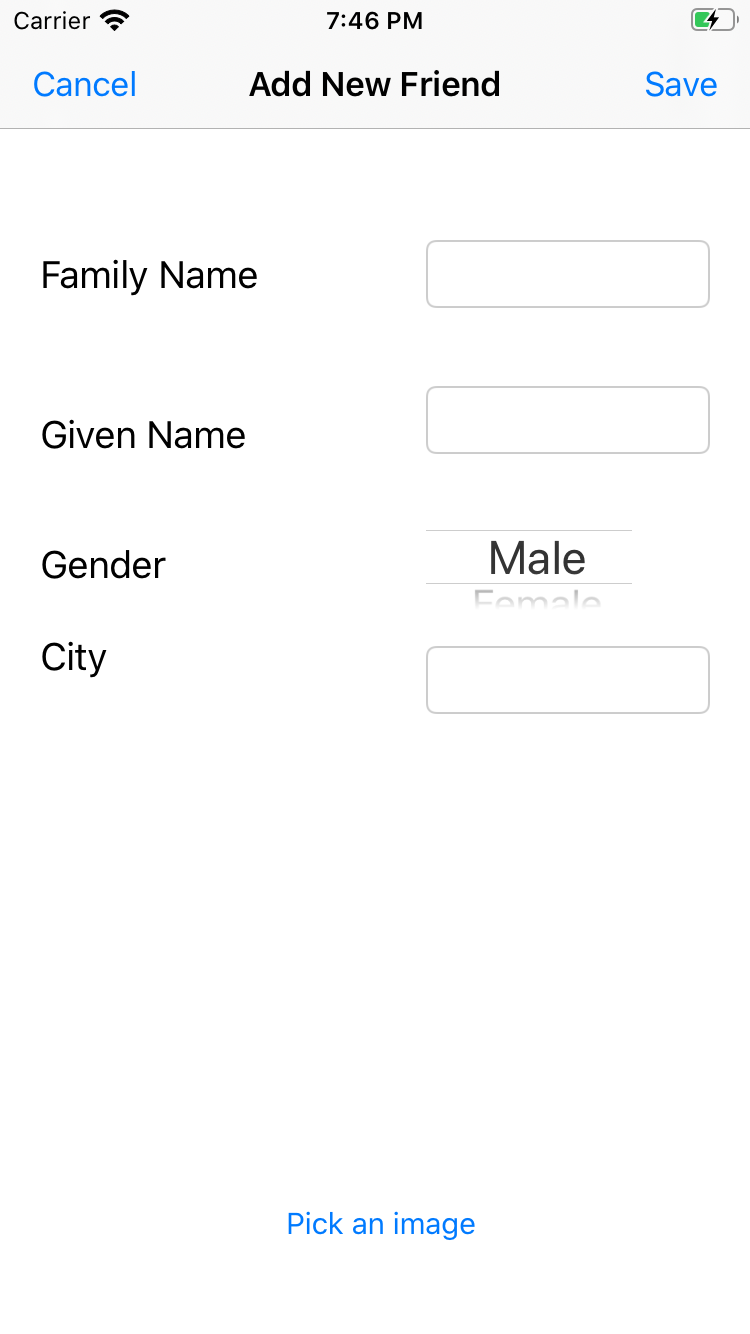 Carrier 7:46 PM
Cancel Add New Friend Save
Family Name
Given Name
Gender Male
Female
City
Pick an image